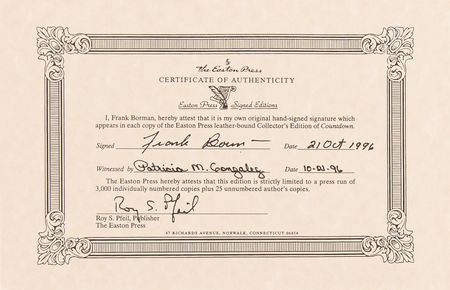 the Easton Press
CERTIFICATE OF AUTHENTICITY
Easton Press Signed Editions
I, Frank Borman, hereby attest that it is my own original hand-signed signature which
appears in each copy of the Easton Press leather-bound Collector's Edition of Countdown.
Signed Frank Borman Date 21 Oct 1996
Witnessed by Patricia M. Gonzalez Date 10-21-96
The Easton Press hereby attests that this edition is strictly limited to a press run of
3,000 individually numbered copies plus 25 unnumbered author's copies.
Roy S. Pfeil
Roy S. Pfeil, Publisher
The Easton Press
47 RICHARDS AVENUE, NORWALK, CONNECTICUT 06854